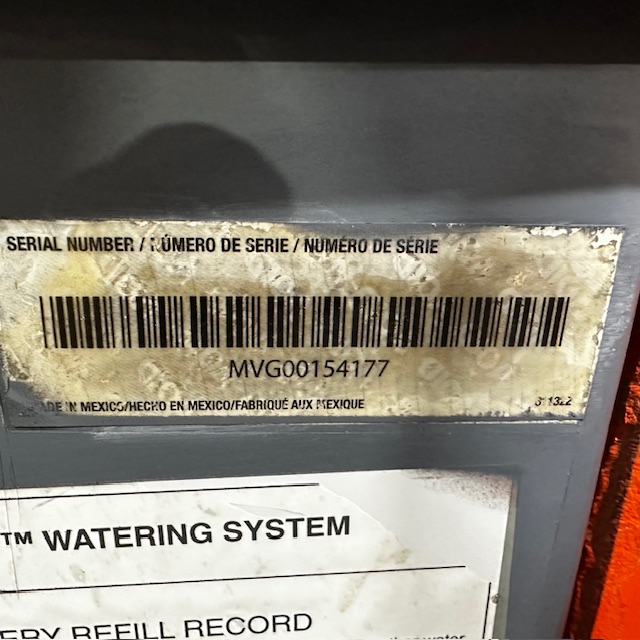 SERIAL NUMBER / NÚMERO DE SERIE / NUMÉRO DE SÉRIE
MVG00154177
MADE IN MEXICO/HECHO EN MEXICO/FABRIQUÉ AUX MEXIQUE
™ WATERING SYSTEM
REFILL RECORD